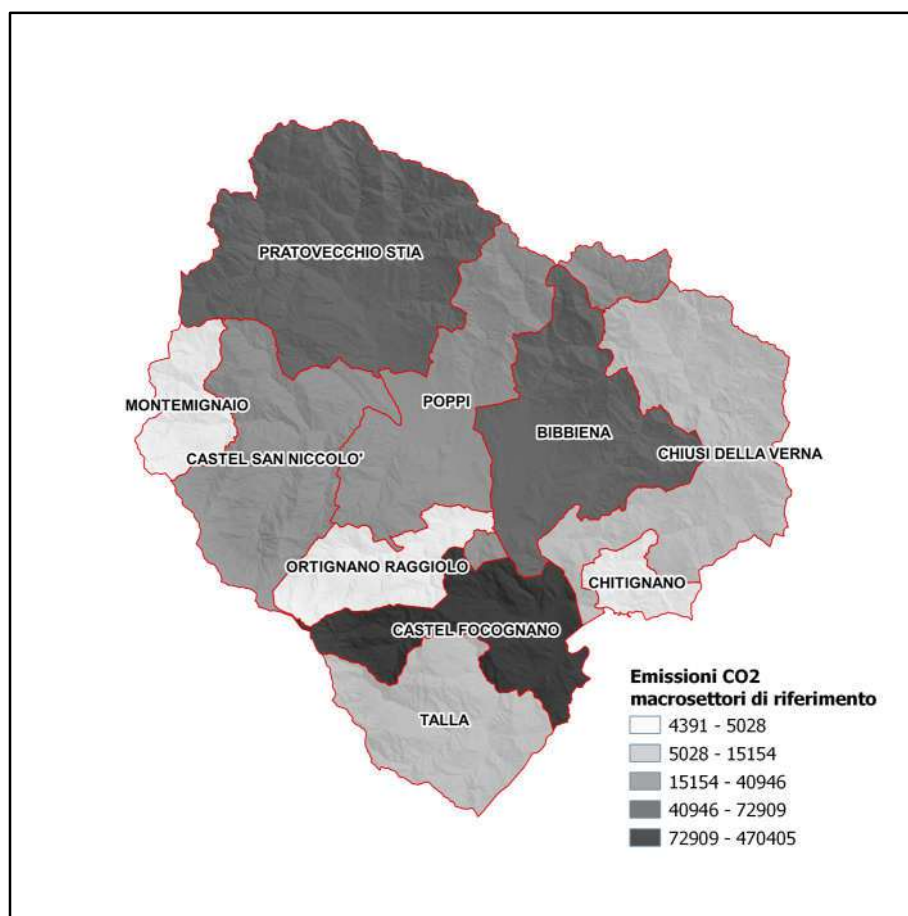 PRATOVECCHIO STIA
MONTEMIGNAIO
POPPI
BIBBIENA
CASTEL SAN NICCOLO'
CHIUSI DELLA VERNA
ORTIGNANO RAGGIOLO
CHITIGNANO
CASTEL FOCOGNANO
TALLA
Emissioni CO2
macrosettori di riferimento
4391 - 5028
5028 - 15154
15154 - 40946
40946 - 72909
72909 - 470405